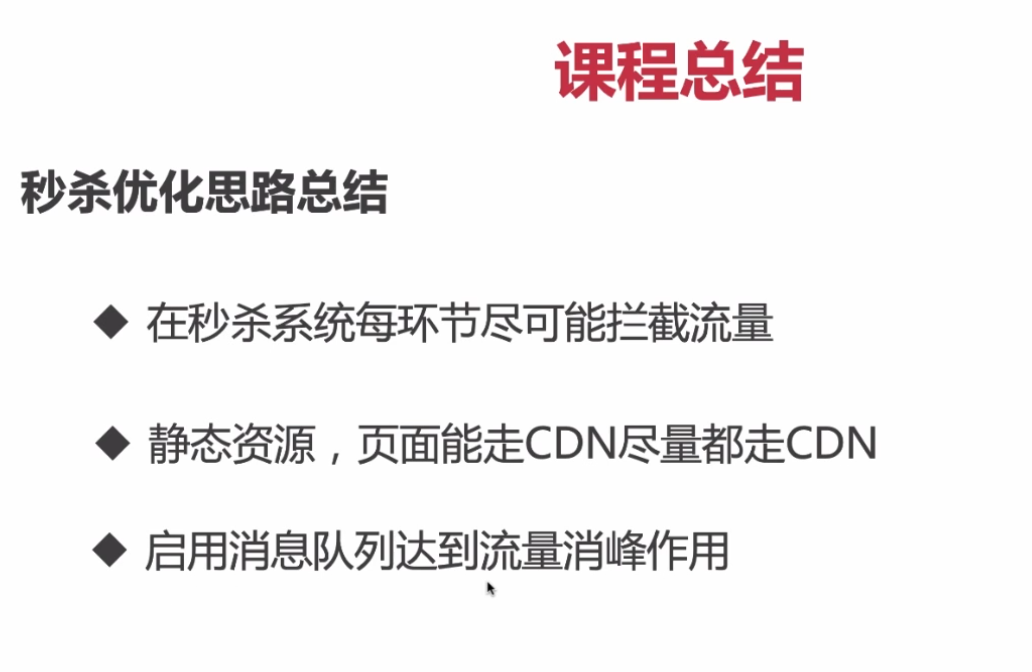 课程总结
秒杀优化思路总结
◆ 在秒杀系统每环节尽可能拦截流量
◆ 静态资源，页面能走CDN尽量都走CDN
◆ 启用消息队列达到流量消峰作用